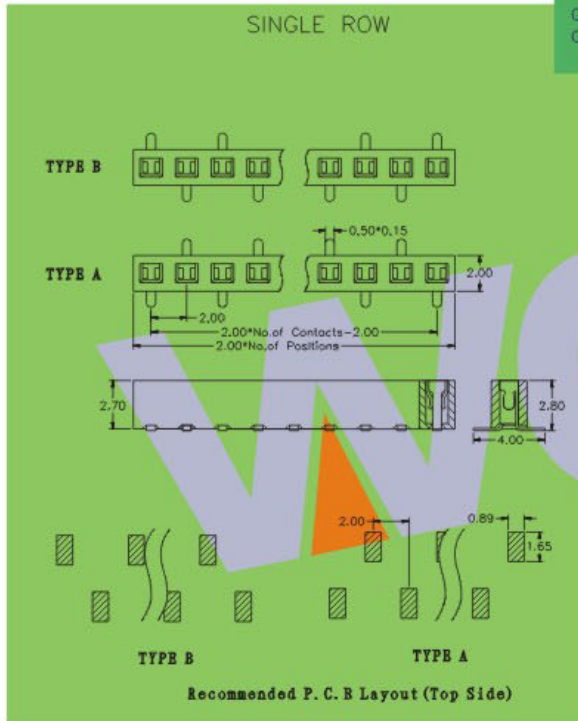 SINGLE ROW
TYPE B
0.50*0.15
TYPE A
2.00
2.00
2.00*No.of Contacts-2.00
2.00*No.of Positions
2.70
2.80
4.00
2.00
0.89
1.65
TYPE B
TYPE A
Recommended P.C.B Layout(Top Side)